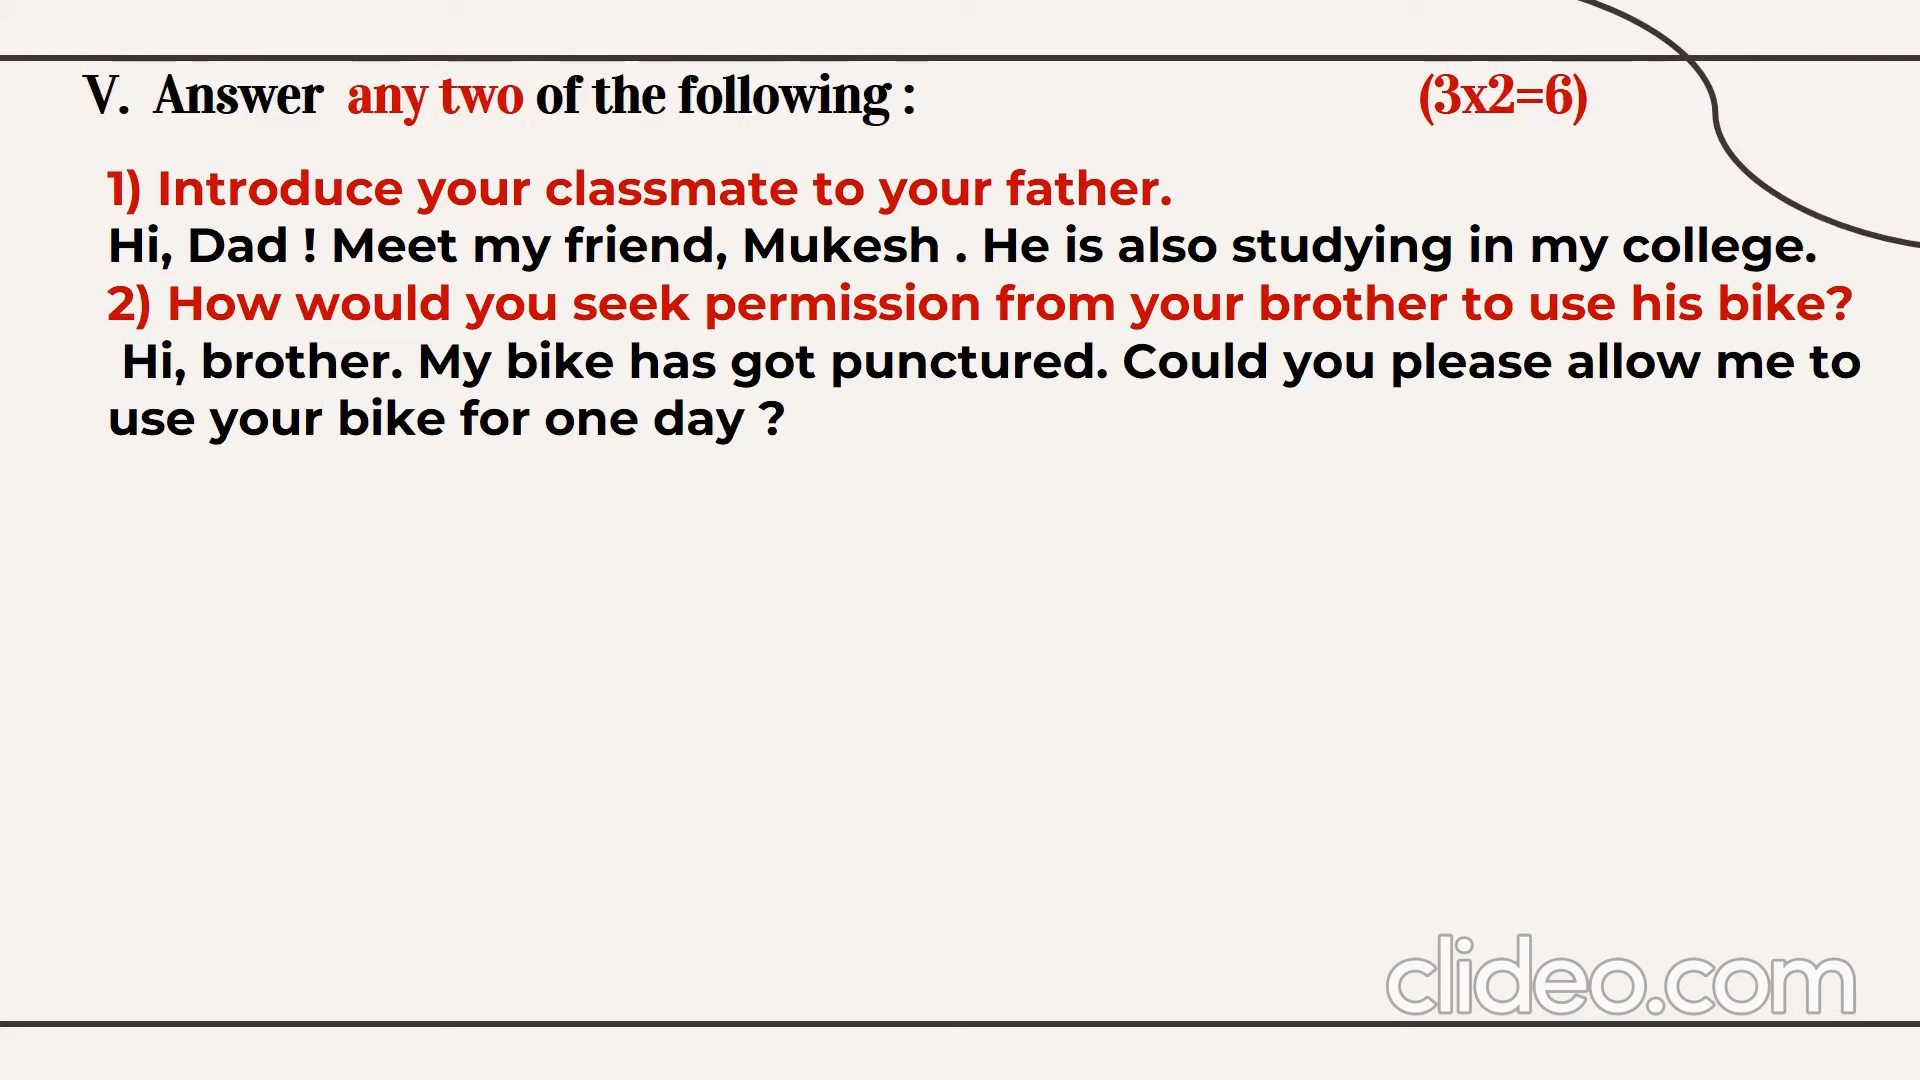 V. Answer any two of the following : (3x2=6)
1) Introduce your classmate to your father.
Hi, Dad ! Meet my friend, Mukesh . He is also studying in my college.
2) How would you seek permission from your brother to use his bike?
Hi, brother. My bike has got punctured. Could you please allow me to
use your bike for one day ?
clideo.com